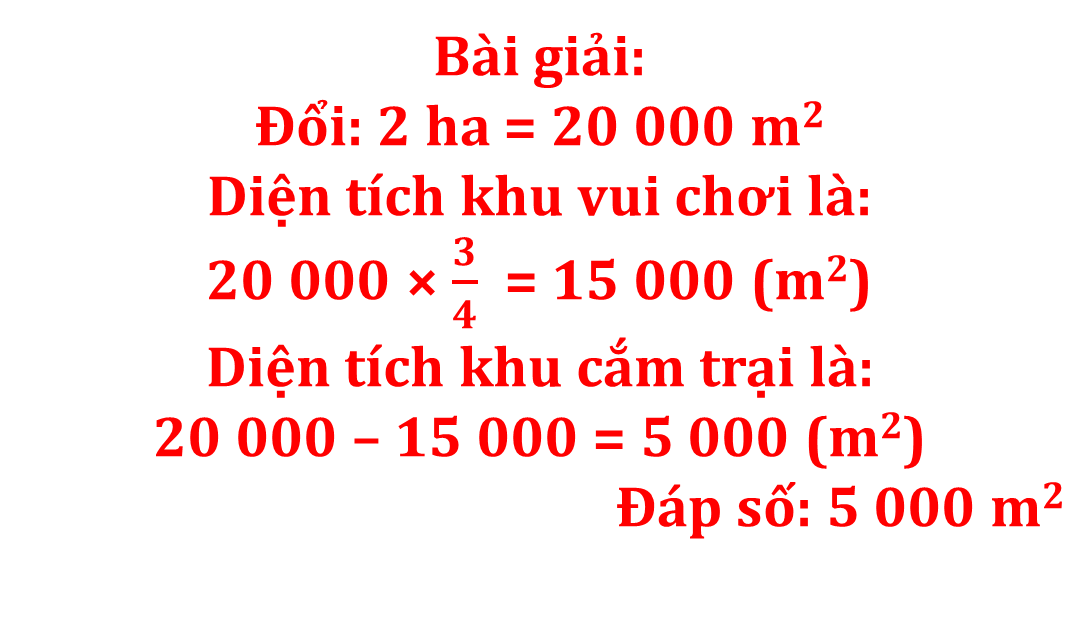 Bài giải:
Đổi: 2 ha = 20 000 m²
Diện tích khu vui chơi là:
20 000 × 3/4 = 15 000 (m²)
Diện tích khu cắm trại là:
20 000 – 15 000 = 5 000 (m²)
Đáp số: 5 000 m²